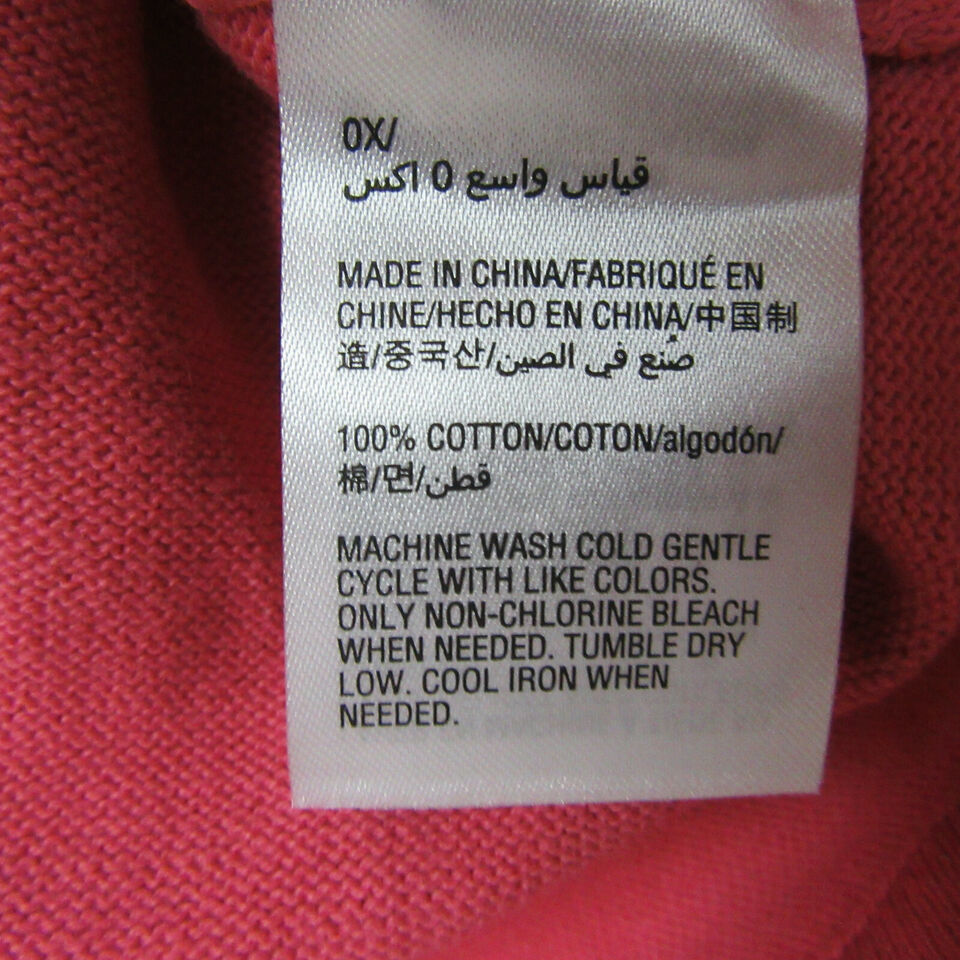 0X/
قياس واسع 0 اكس
MADE IN CHINA/FABRIQUÉ EN
CHINE/HECHO EN CHINA/中国制
造/중국산/صُنع في الصين
100% COTTON/COTON/algodón/
棉/면/قطن
MACHINE WASH COLD GENTLE
CYCLE WITH LIKE COLORS.
ONLY NON-CHLORINE BLEACH
WHEN NEEDED. TUMBLE DRY
LOW. COOL IRON WHEN
NEEDED.